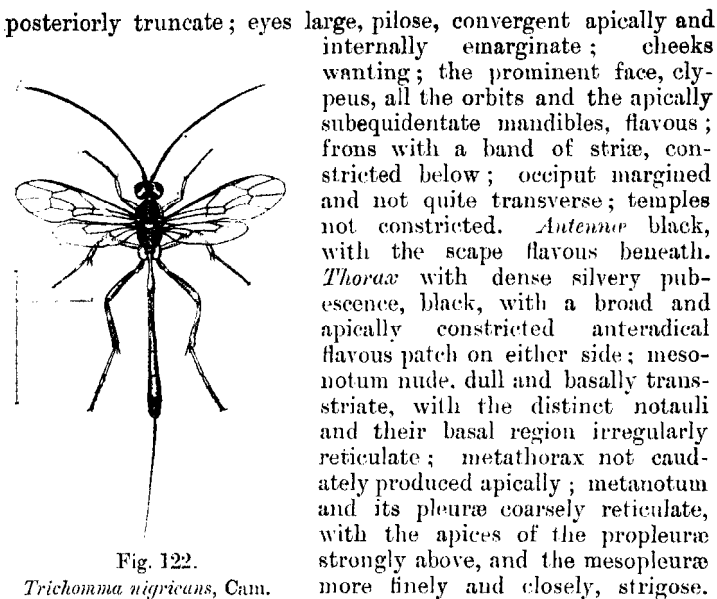 posteriorly truncate; eyes large, pilose, convergent apically and
internally emarginate; cheeks
wanting; the prominent face, cly-
peus, all the orbits and the apically
subequidentate mandibles, flavous;
frons with a band of striæ, con-
stricted below; occiput margined
and not quite transverse; temples
not constricted. Antennæ black,
with the scape flavous beneath.
Thorax with dense silvery pub-
escence, black, with a broad and
apically constricted anteradical
flavous patch on either side; meso-
notum nude, dull and basally trans-
striate, with the distinct notauli
and their basal region irregularly
reticulate; metathorax not caud-
ately produced apically; metanotum
and its pleuræ coarsely reticulate,
with the apices of the propleuræ
strongly above, and the mesopleuræ
more finely and closely, strigose.
Fig. 122.
Trichomma nigricans, Cam.